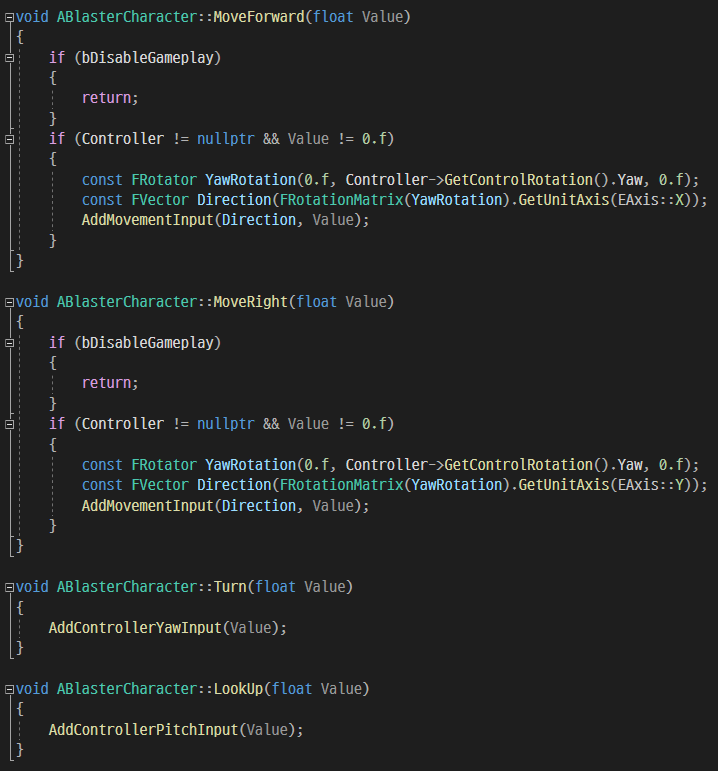 void ABlasterCharacter::MoveForward(float Value)
{
    if (bDisableGameplay)
    {
        return;
    }
    if (Controller != nullptr && Value != 0.f)
    {
        const FRotator YawRotation(0.f, Controller->GetControlRotation().Yaw, 0.f);
        const FVector Direction(FRotationMatrix(YawRotation).GetUnitAxis(EAxis::X));
        AddMovementInput(Direction, Value);
    }
}
void ABlasterCharacter::MoveRight(float Value)
{
    if (bDisableGameplay)
    {
        return;
    }
    if (Controller != nullptr && Value != 0.f)
    {
        const FRotator YawRotation(0.f, Controller->GetControlRotation().Yaw, 0.f);
        const FVector Direction(FRotationMatrix(YawRotation).GetUnitAxis(EAxis::Y));
        AddMovementInput(Direction, Value);
    }
}
void ABlasterCharacter::Turn(float Value)
{
    AddControllerYawInput(Value);
}
void ABlasterCharacter::LookUp(float Value)
{
    AddControllerPitchInput(Value);
}